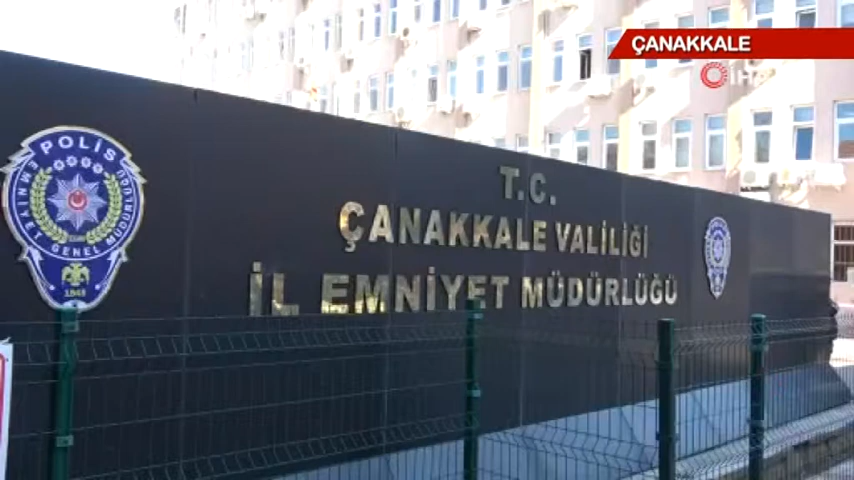 ÇANAKKALE
İHA
POLİS
EMNİYET GENEL MÜDÜRLÜĞÜ
1845
T.C.
ÇANAKKALE VALİLİĞİ
İL EMNİYET MÜDÜRLÜĞÜ